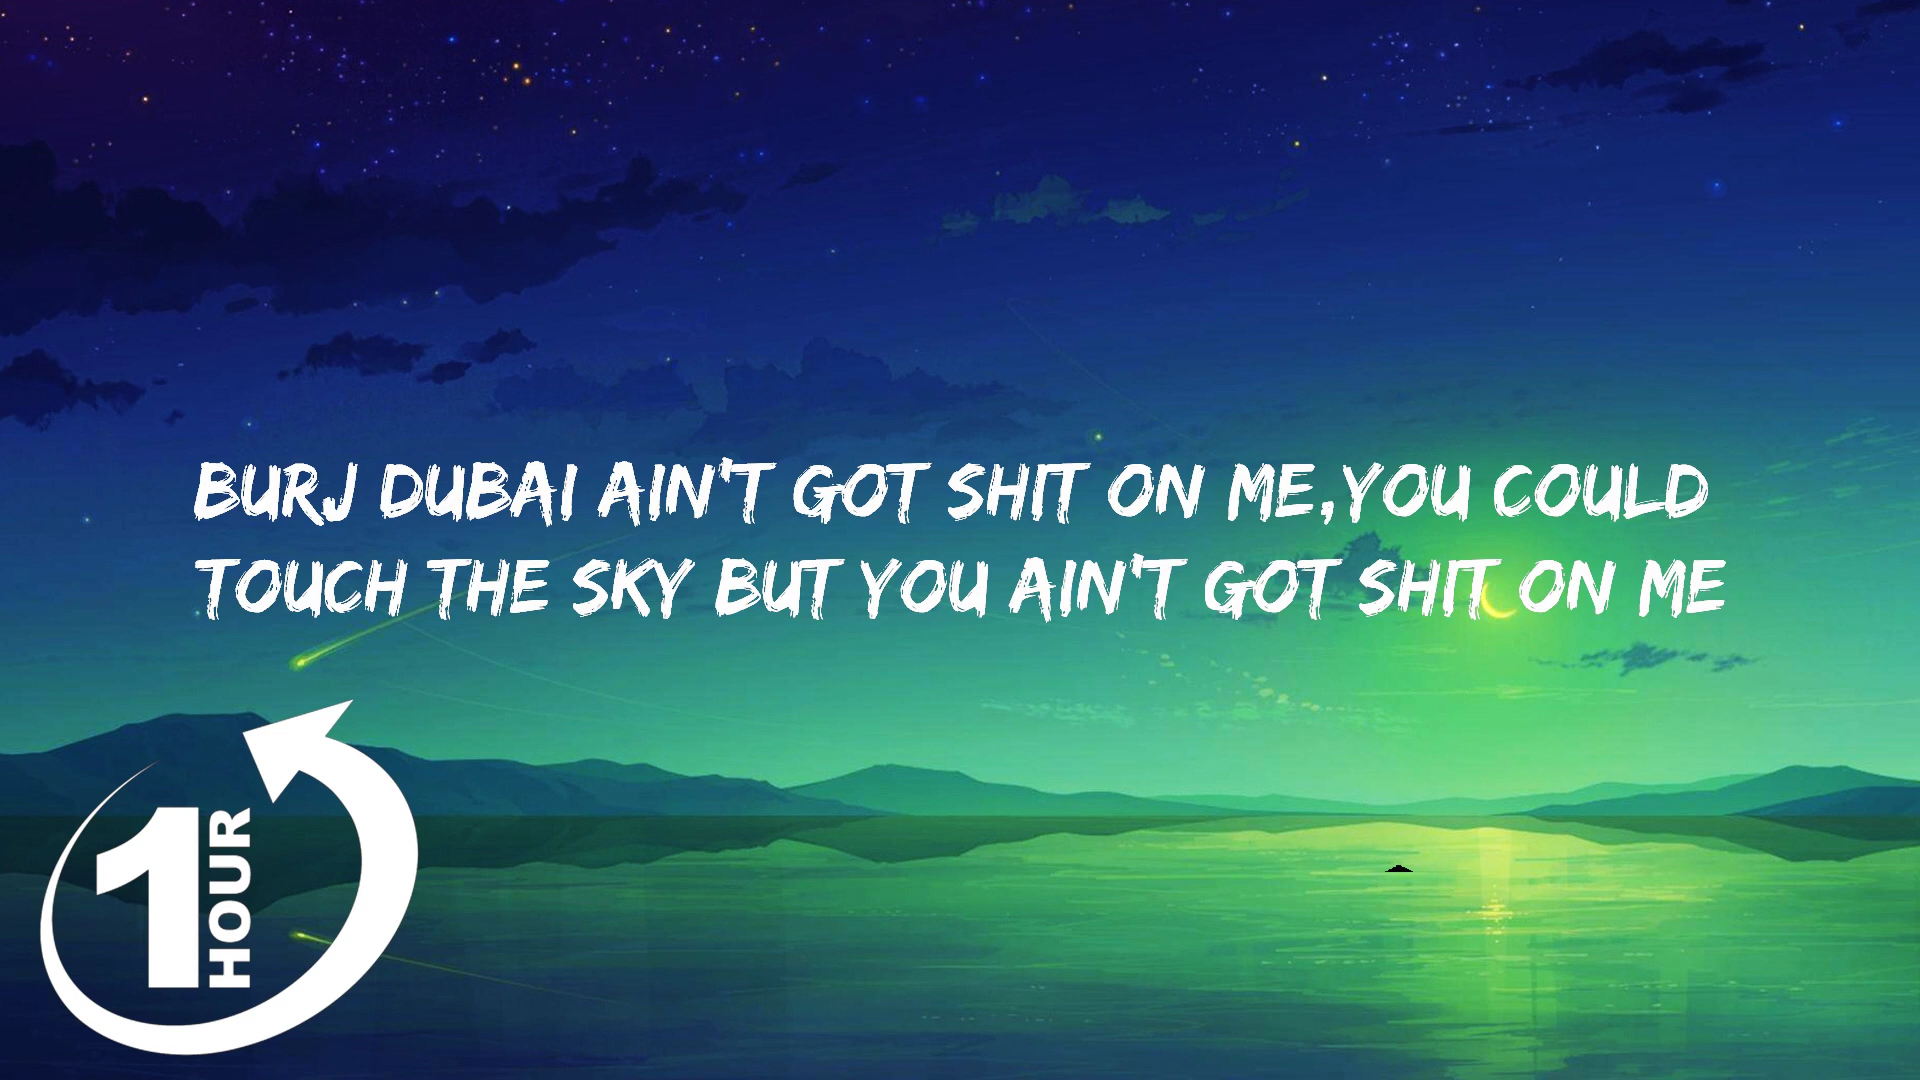 BURJ DUBAI AIN'T GOT SHIT ON ME,YOU COULD
TOUCH THE SKY BUT YOU AIN'T GOT SHIT ON ME
1 HOUR